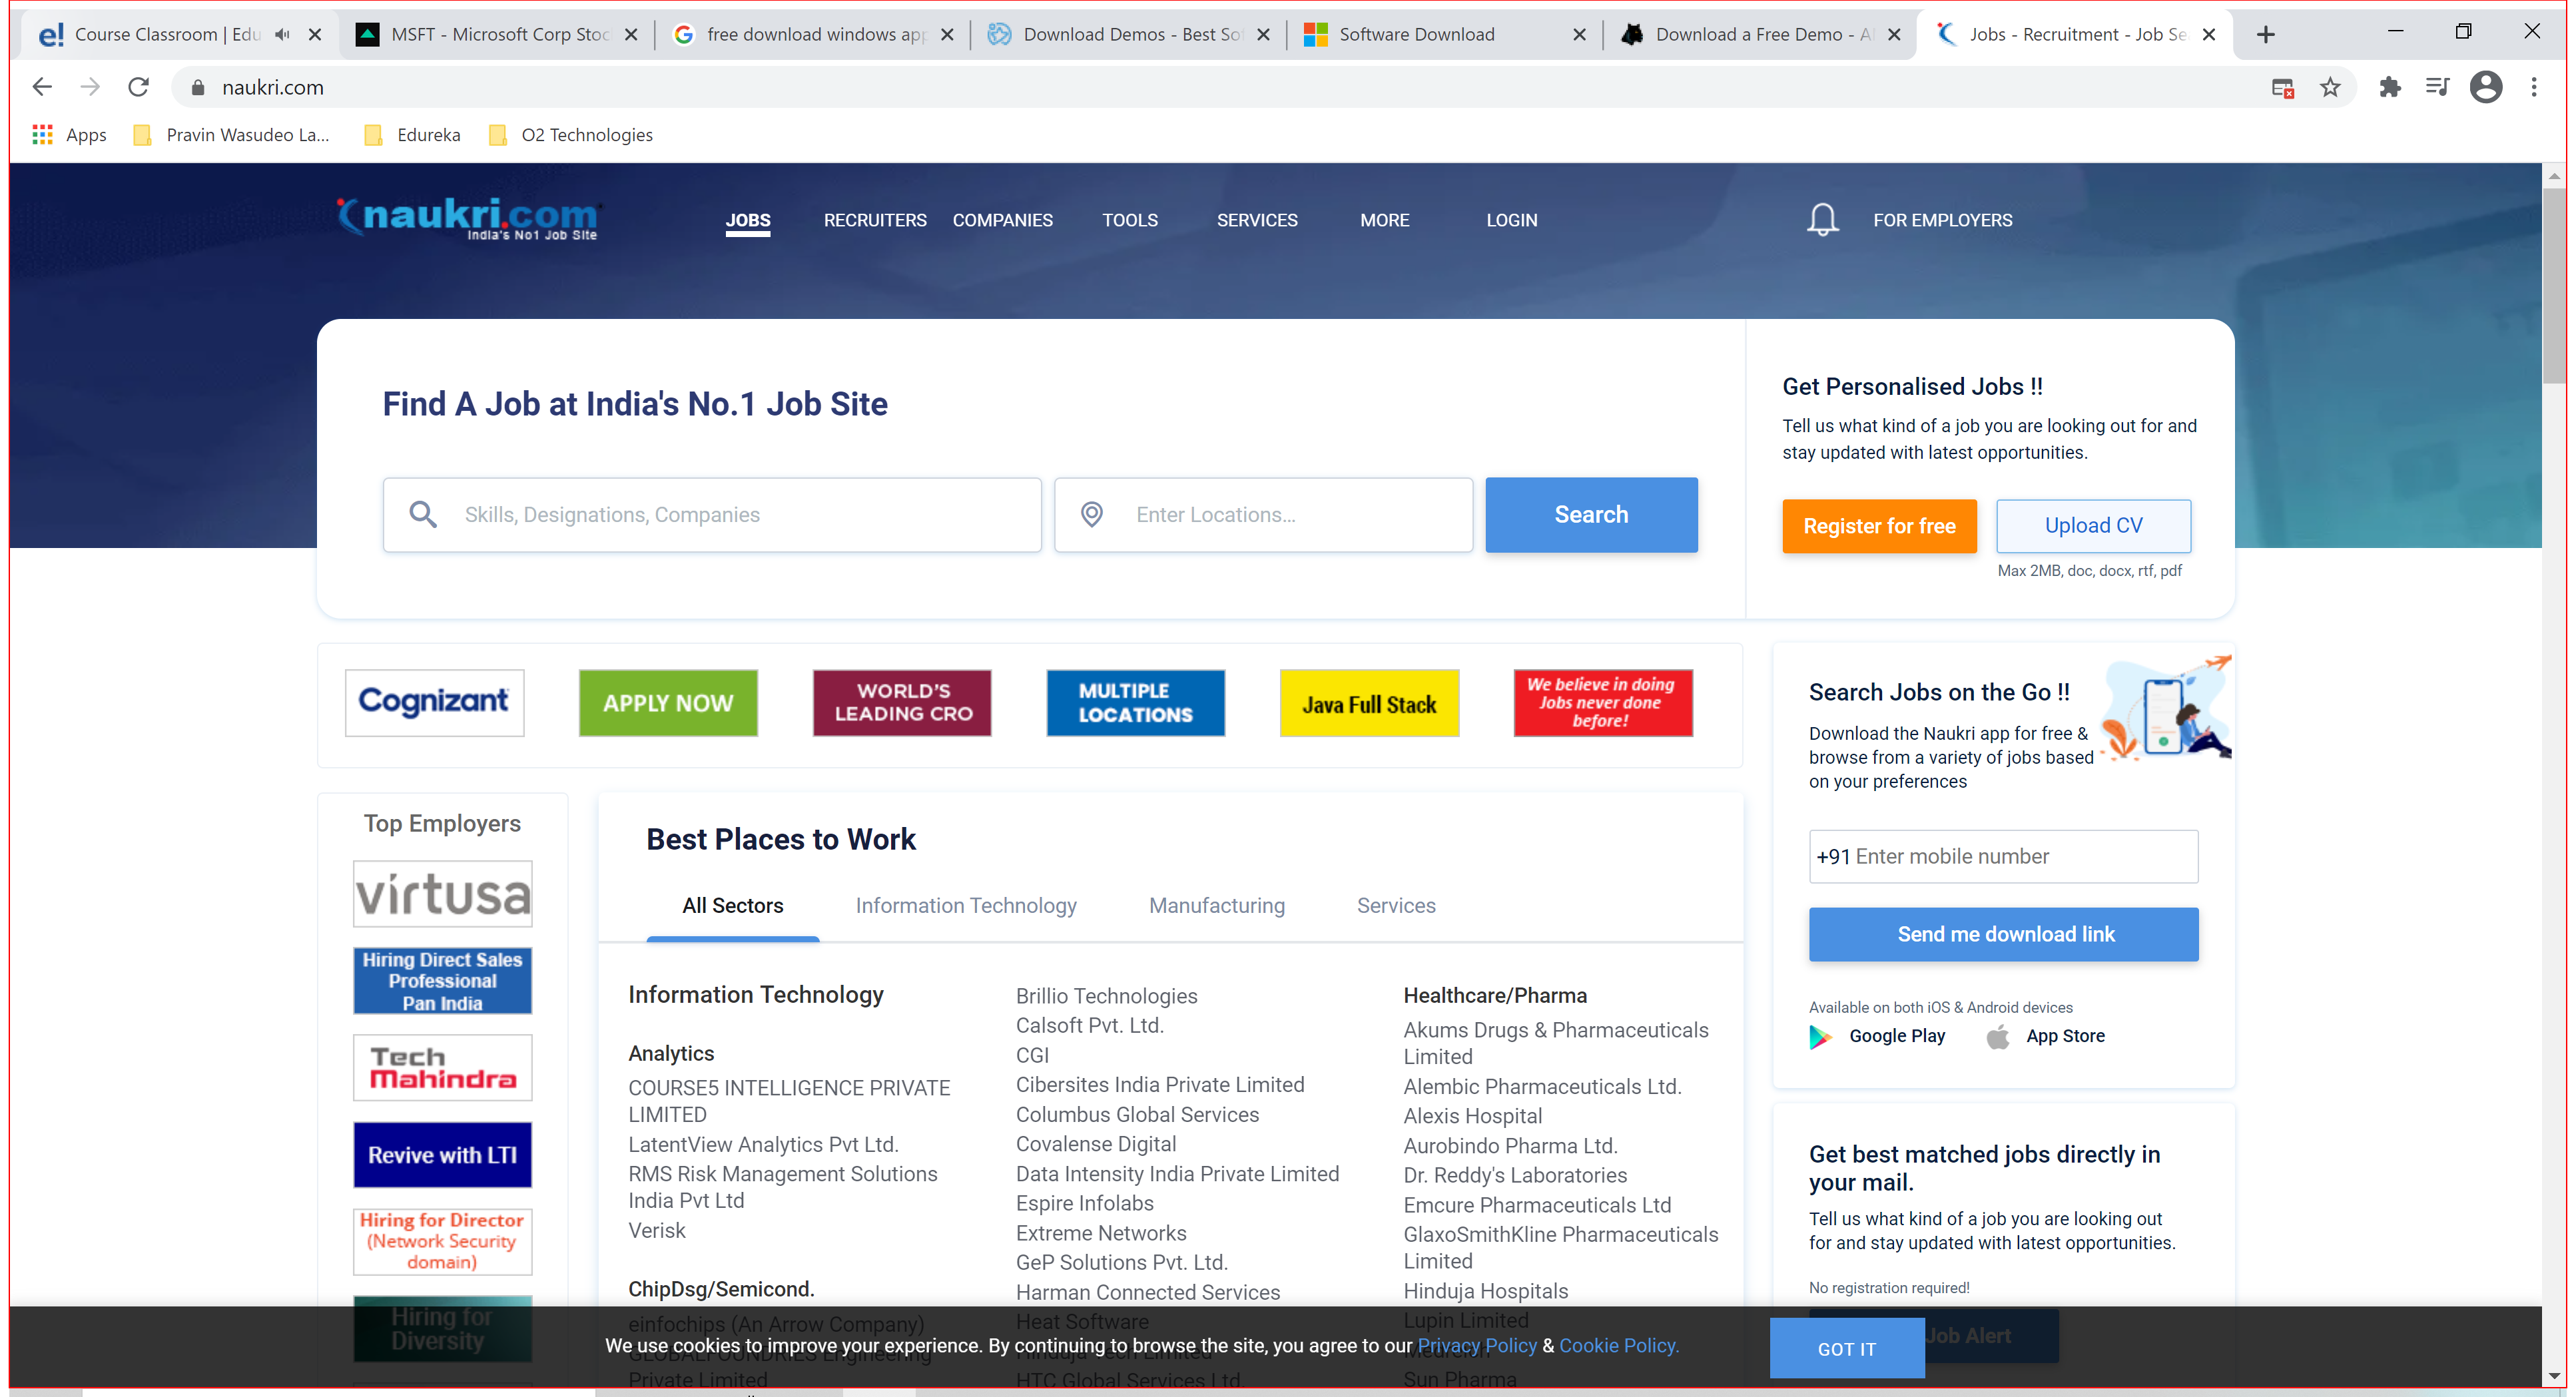 Course Classroom | Edu
MSFT - Microsoft Corp Stoc
free download windows app
Download Demos - Best Sof
Software Download
Download a Free Demo - Al
Jobs - Recruitment - Job Se
naukri.com
Apps
Pravin Wasudeo La...
Edureka
O2 Technologies
naukri.com
India's No1 Job Site
JOBS
RECRUITERS
COMPANIES
TOOLS
SERVICES
MORE
LOGIN
FOR EMPLOYERS
Find A Job at India's No.1 Job Site
Skills, Designations, Companies
Enter Locations...
Search
Get Personalised Jobs !!
Tell us what kind of a job you are looking out for and
stay updated with latest opportunities.
Register for free
Upload CV
Max 2MB, doc, docx, rtf, pdf
Cognizant
APPLY NOW
WORLD'S
LEADING CRO
MULTIPLE
LOCATIONS
Java Full Stack
We believe in doing
Jobs never done
before!
Search Jobs on the Go !!
Download the Naukri app for free &
browse from a variety of jobs based
on your preferences
+91 Enter mobile number
Send me download link
Available on both iOS & Android devices
Google Play
App Store
Top Employers
virtusa
Hiring Direct Sales
Professional
Pan India
Tech
Mahindra
Revive with LTI
Hiring for Director
(Network Security
domain)
Hiring for
Diversity
Best Places to Work
All Sectors
Information Technology
Manufacturing
Services
Information Technology
Analytics
COURSE5 INTELLIGENCE PRIVATE
LIMITED
LatentView Analytics Pvt Ltd.
RMS Risk Management Solutions
India Pvt Ltd
Verisk
ChipDsg/Semicond.
einfochips (An Arrow Company)
GLOBALFOUNDRIES Engineering
Private Limited
Brillio Technologies
Calsoft Pvt. Ltd.
CGI
Cibersites India Private Limited
Columbus Global Services
Covalense Digital
Data Intensity India Private Limited
Espire Infolabs
Extreme Networks
GeP Solutions Pvt. Ltd.
Harman Connected Services
Heat Software
Hinduja Tech Limited
HTC Global Services Ltd.
Healthcare/Pharma
Akums Drugs & Pharmaceuticals
Limited
Alembic Pharmaceuticals Ltd.
Alexis Hospital
Aurobindo Pharma Ltd.
Dr. Reddy's Laboratories
Emcure Pharmaceuticals Ltd
GlaxoSmithKline Pharmaceuticals
Limited
Hinduja Hospitals
Lupin Limited
Sun Pharma
Get best matched jobs directly in
your mail.
Tell us what kind of a job you are looking out
for and stay updated with latest opportunities.
No registration required!
Job Alert
We use cookies to improve your experience. By continuing to browse the site, you agree to our Privacy Policy & Cookie Policy.
GOT IT